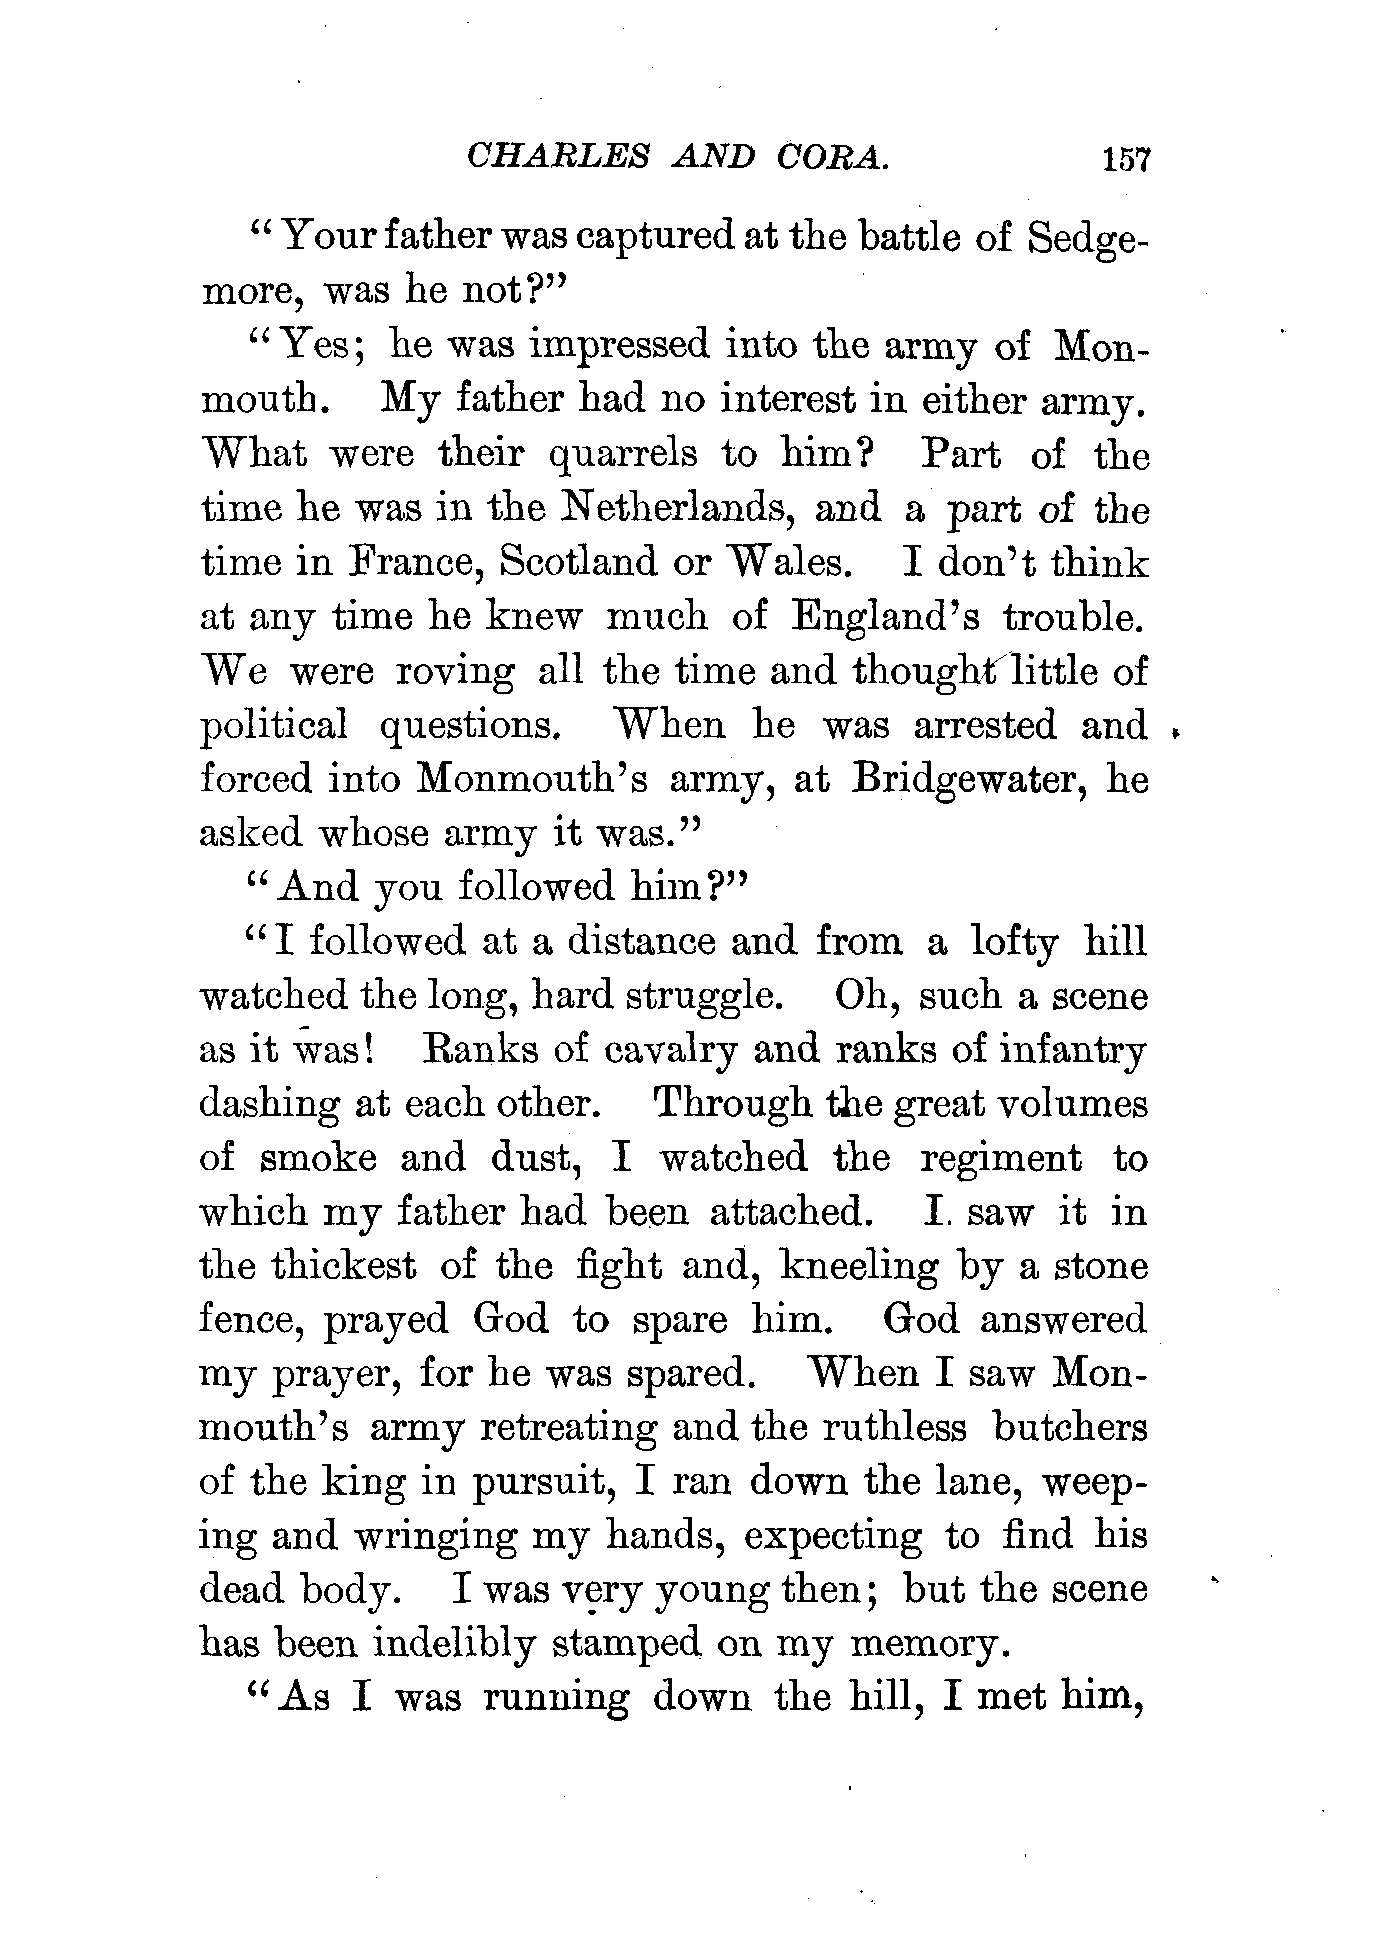 CHARLES AND CORA. 157
“Your father was captured at the battle of Sedge-
more, was he not?”
“Yes; he was impressed into the army of Mon-
mouth. My father had no interest in either army.
What were their quarrels to him? Part of the
time he was in the Netherlands, and a part of the
time in France, Scotland or Wales. I don’t think
at any time he knew much of England’s trouble.
We were roving all the time and thought little of
political questions. When he was arrested and
forced into Monmouth’s army, at Bridgewater, he
asked whose army it was.”
“And you followed him?”
“I followed at a distance and from a lofty hill
watched the long, hard struggle. Oh, such a scene
as it was! Ranks of cavalry and ranks of infantry
dashing at each other. Through the great volumes
of smoke and dust, I watched the regiment to
which my father had been attached. I saw it in
the thickest of the fight and, kneeling by a stone
fence, prayed God to spare him. God answered
my prayer, for he was spared. When I saw Mon-
mouth’s army retreating and the ruthless butchers
of the king in pursuit, I ran down the lane, weep-
ing and wringing my hands, expecting to find his
dead body. I was very young then; but the scene
has been indelibly stamped on my memory.
“As I was running down the hill, I met him,